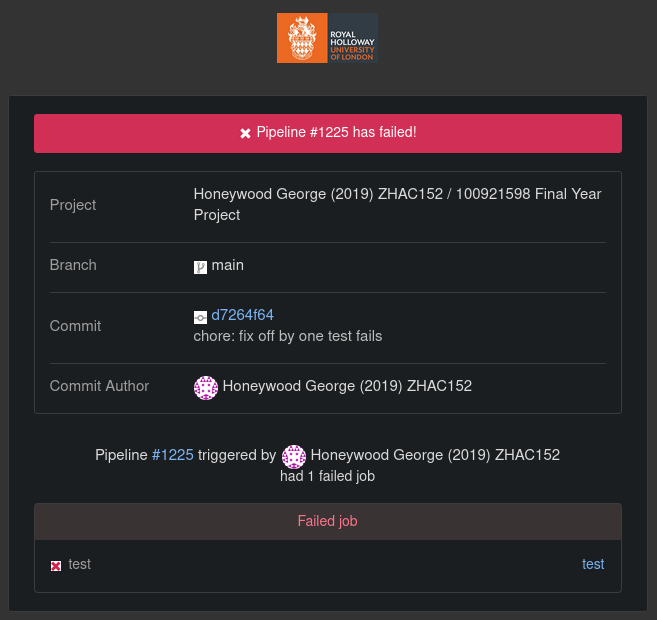 ROYAL
HOLLOWAY
UNIVERSITY
OF LONDON
Pipeline #1225 has failed!
Project
Honeywood George (2019) ZHAC152 / 100921598 Final Year
Project
Branch
main
Commit
d7264f64
chore: fix off by one test fails
Commit Author
Honeywood George (2019) ZHAC152
Pipeline #1225 triggered by Honeywood George (2019) ZHAC152
had 1 failed job
Failed job
test test